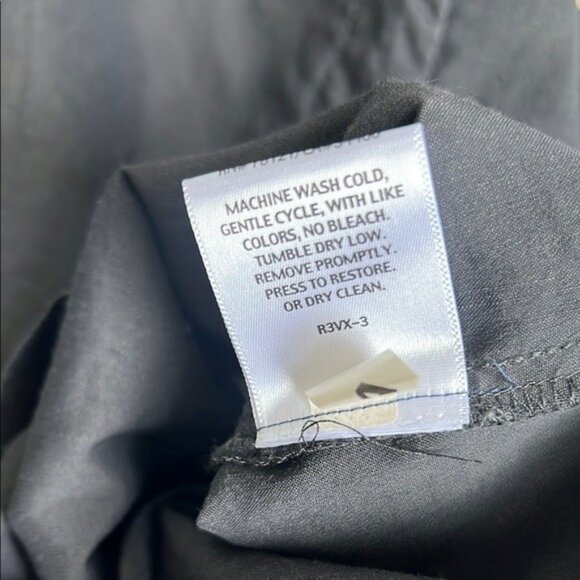 MACHINE WASH COLD,
GENTLE CYCLE, WITH LIKE
COLORS, NO BLEACH.
TUMBLE DRY LOW.
REMOVE PROMPTLY.
PRESS TO RESTORE.
OR DRY CLEAN.
R3VX-3